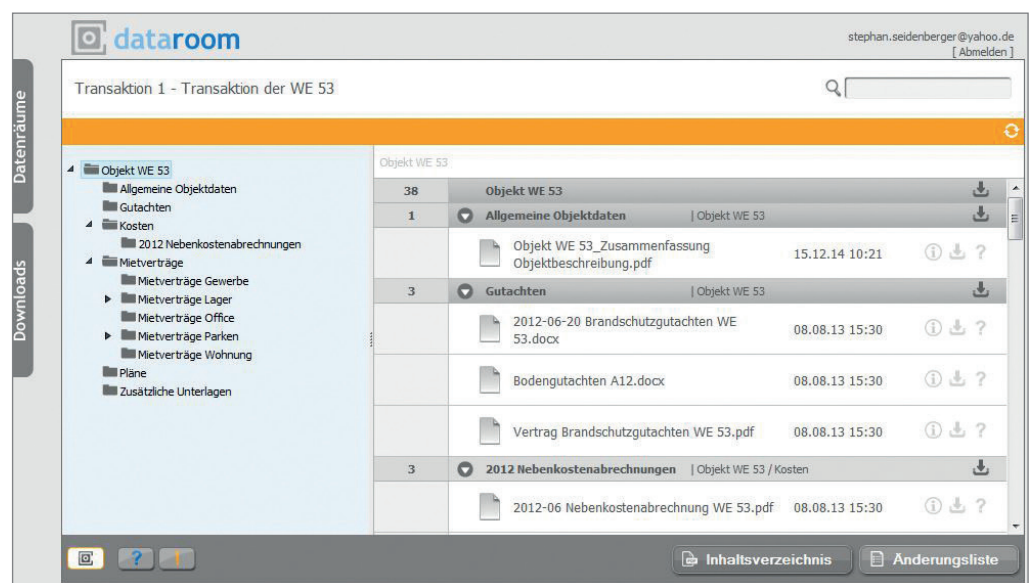 dataroom
stephan.seidenberger@yahoo.de
[ Abmelden ]
Datenräume
Downloads
Transaktion 1 - Transaktion der WE 53
Objekt WE 53
Allgemeine Objektdaten
Gutachten
Kosten
2012 Nebenkostenabrechnungen
Mietverträge
Mietverträge Gewerbe
Mietverträge Lager
Mietverträge Office
Mietverträge Parken
Mietverträge Wohnung
Pläne
Zusätzliche Unterlagen
Objekt WE 53
38 Objekt WE 53
1 Allgemeine Objektdaten | Objekt WE 53
Objekt WE 53_Zusammenfassung
Objektbeschreibung.pdf 15.12.14 10:21
3 Gutachten | Objekt WE 53
2012-06-20 Brandschutzgutachten WE
53.docx 08.08.13 15:30
Bodengutachten A12.docx 08.08.13 15:30
Vertrag Brandschutzgutachten WE 53.pdf 08.08.13 15:30
3 2012 Nebenkostenabrechnungen | Objekt WE 53 / Kosten
2012-06 Nebenkostenabrechnung WE 53.pdf 08.08.13 15:30
Inhaltsverzeichnis
Änderungsliste